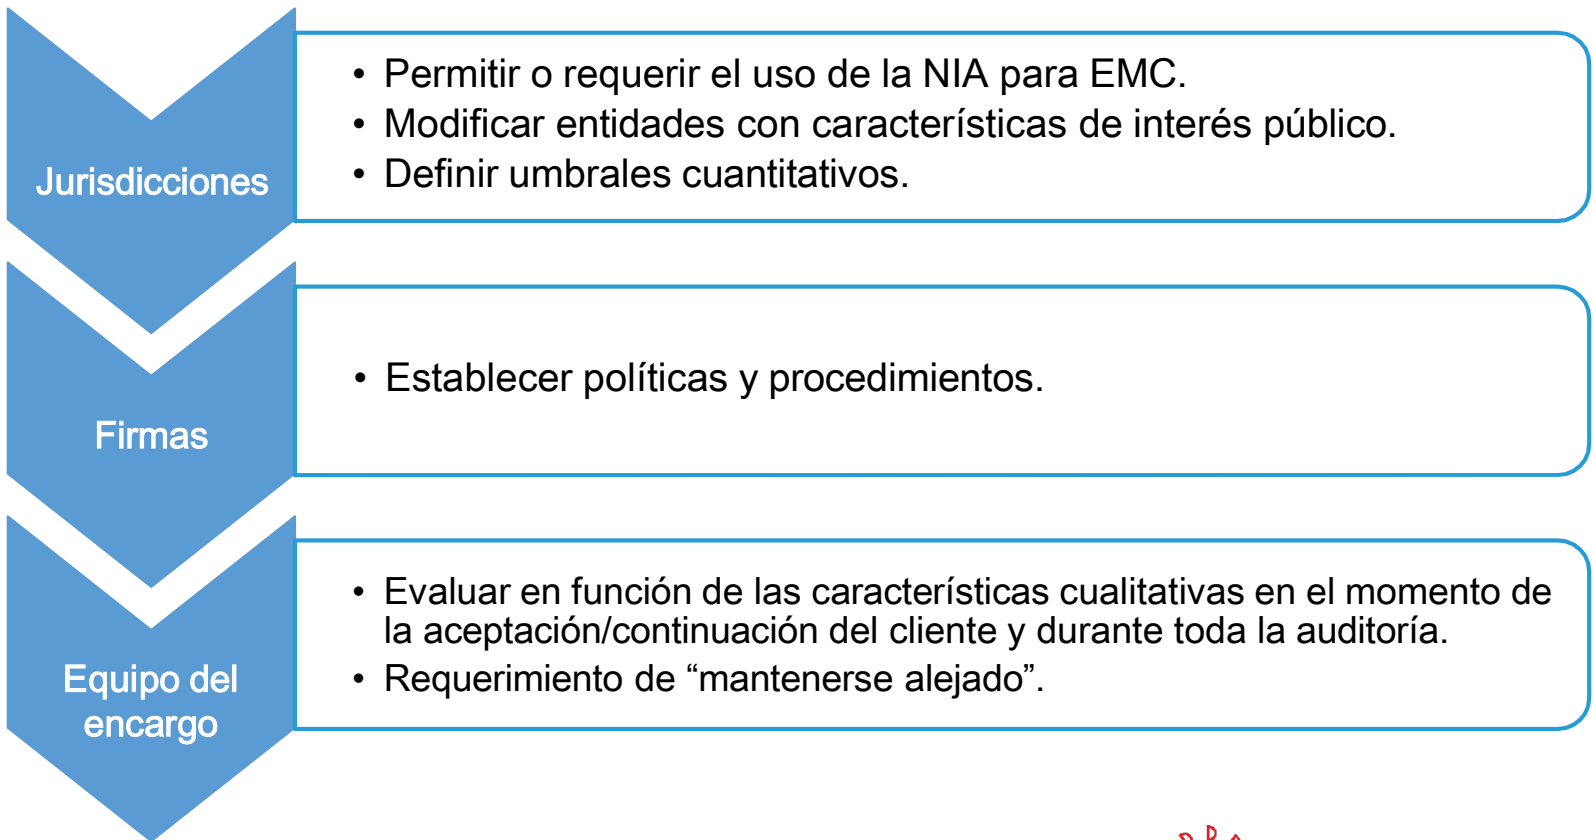 Jurisdicciones
• Permitir o requerir el uso de la NIA para EMC.
• Modificar entidades con características de interés público.
• Definir umbrales cuantitativos.
Firmas
• Establecer políticas y procedimientos.
Equipo del
encargo
• Evaluar en función de las características cualitativas en el momento de
la aceptación/continuación del cliente y durante toda la auditoría.
• Requerimiento de “mantenerse alejado”.